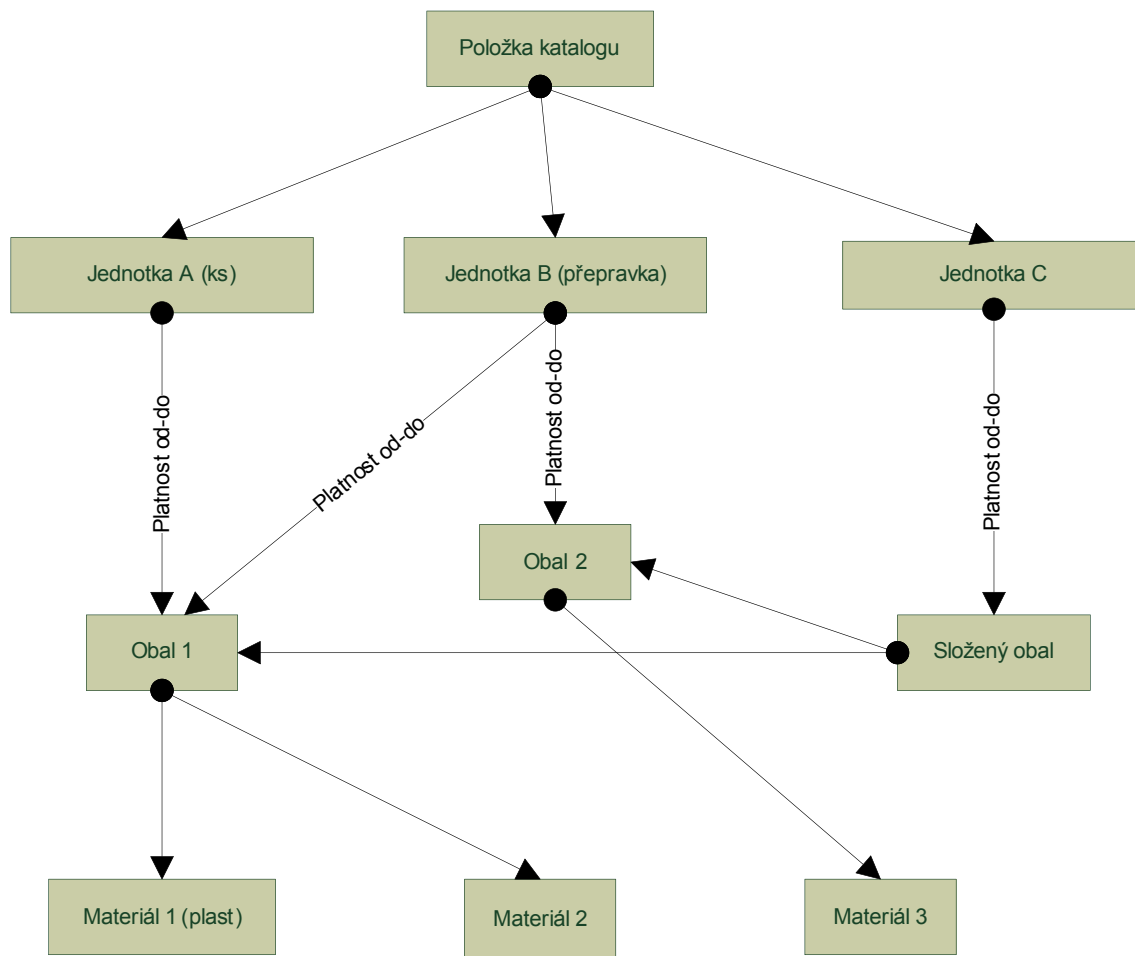 Položka katalogu
Jednotka A (ks)
Jednotka B (přepravka)
Jednotka C
Platnost od-do
Platnost od-do
Platnost od-do
Platnost od-do
Obal 2
Obal 1
Složený obal
Materiál 1 (plast)
Materiál 2
Materiál 3